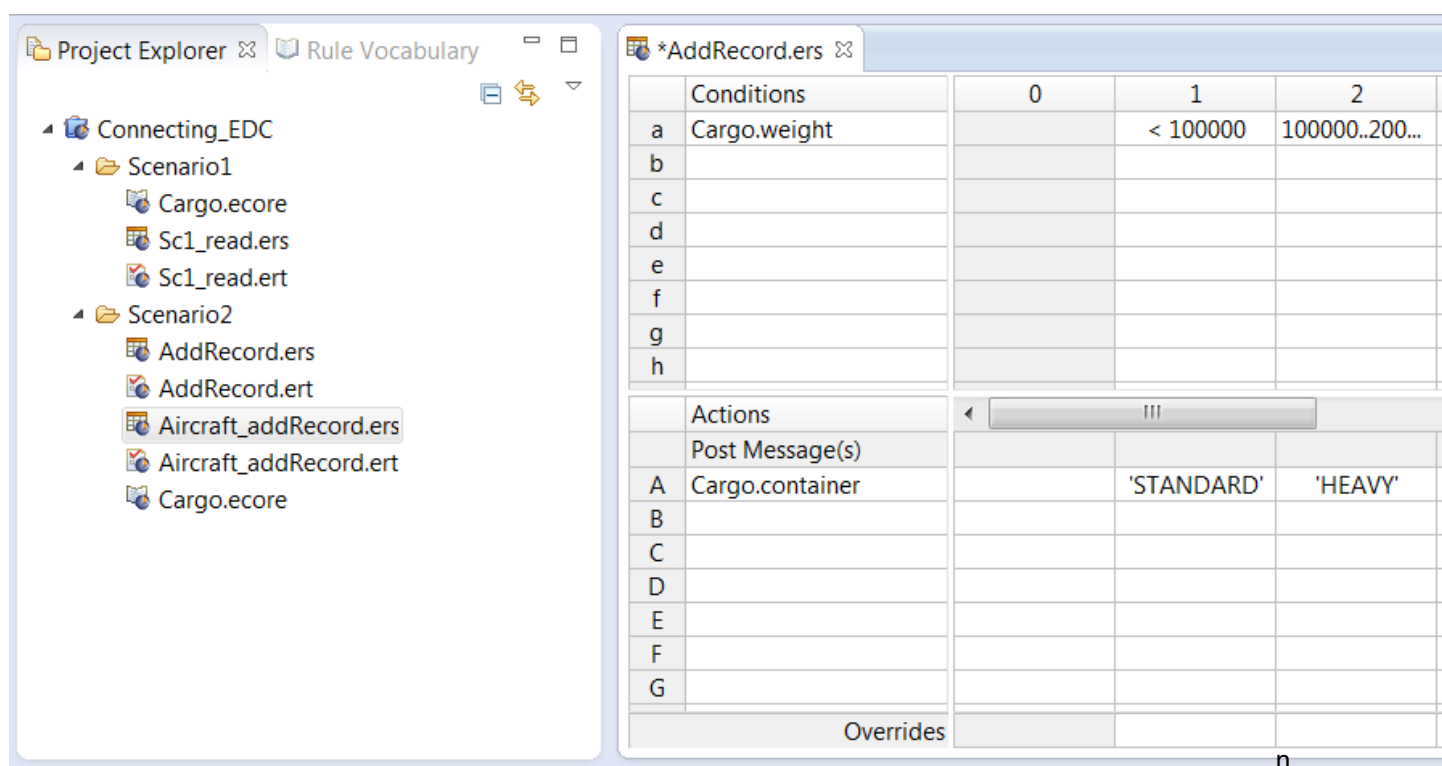 Project Explorer Rule Vocabulary
Connecting_EDC
Scenario1
Cargo.ecore
Sc1_read.ers
Sc1_read.ert
Scenario2
AddRecord.ers
AddRecord.ert
Aircraft_addRecord.ers
Aircraft_addRecord.ert
Cargo.ecore
*AddRecord.ers
Conditions 0 1 2
a Cargo.weight < 100000 100000..200...
b
c
d
e
f
g
h
Actions
Post Message(s)
A Cargo.container 'STANDARD' 'HEAVY'
B
C
D
E
F
G
Overrides
n